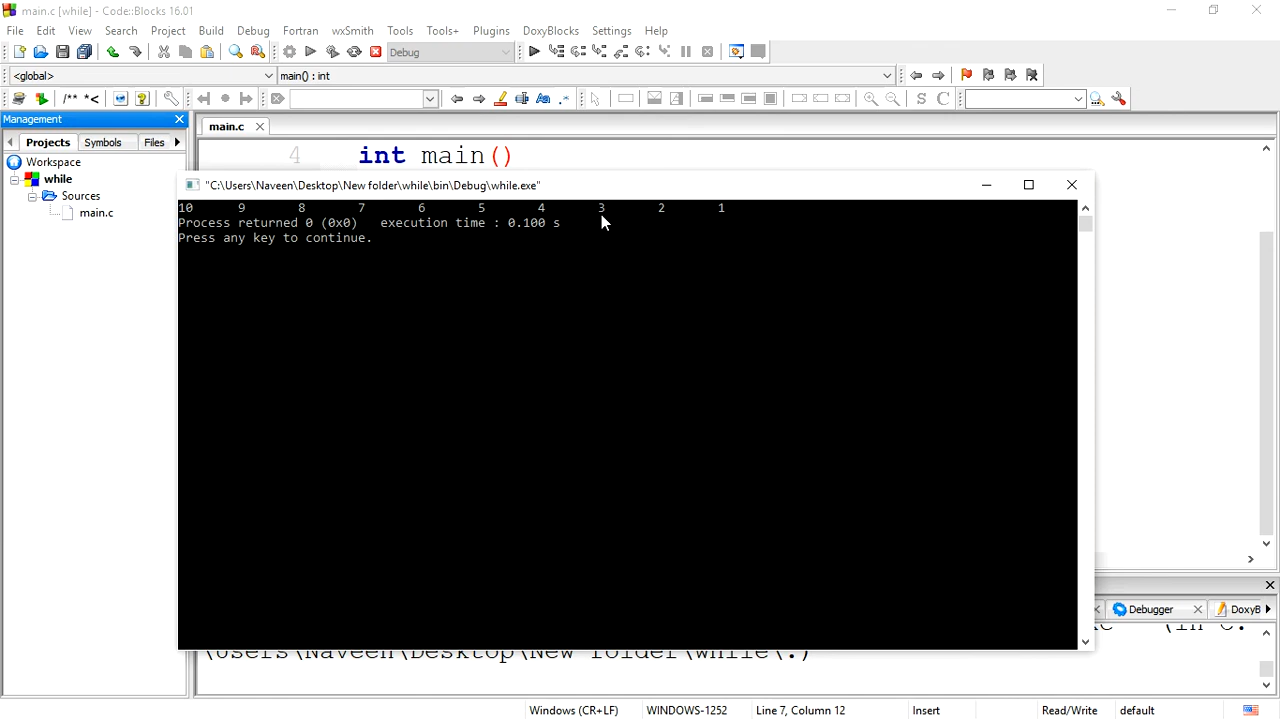 main.c [while] - Code::Blocks 16.01
File Edit View Search Project Build Debug Fortran wxSmith Tools Tools+ Plugins DoxyBlocks Settings Help
Debug
<global> main() : int
/** *<
S C
Management
main.c
Projects Symbols Files
4 int main()
Workspace
while
Sources
main.c
"C:\Users\Naveen\Desktop\New folder\while\bin\Debug\while.exe"
10 9 8 7 6 5 4 3 2 1
Process returned 0 (0x0) execution time : 0.100 s
Press any key to continue.
Debugger DoxyB
\in C:
\Users\Naveen\Desktop\New folder\while\.)
Windows (CR+LF) WINDOWS-1252 Line 7, Column 12 Insert Read/Write default